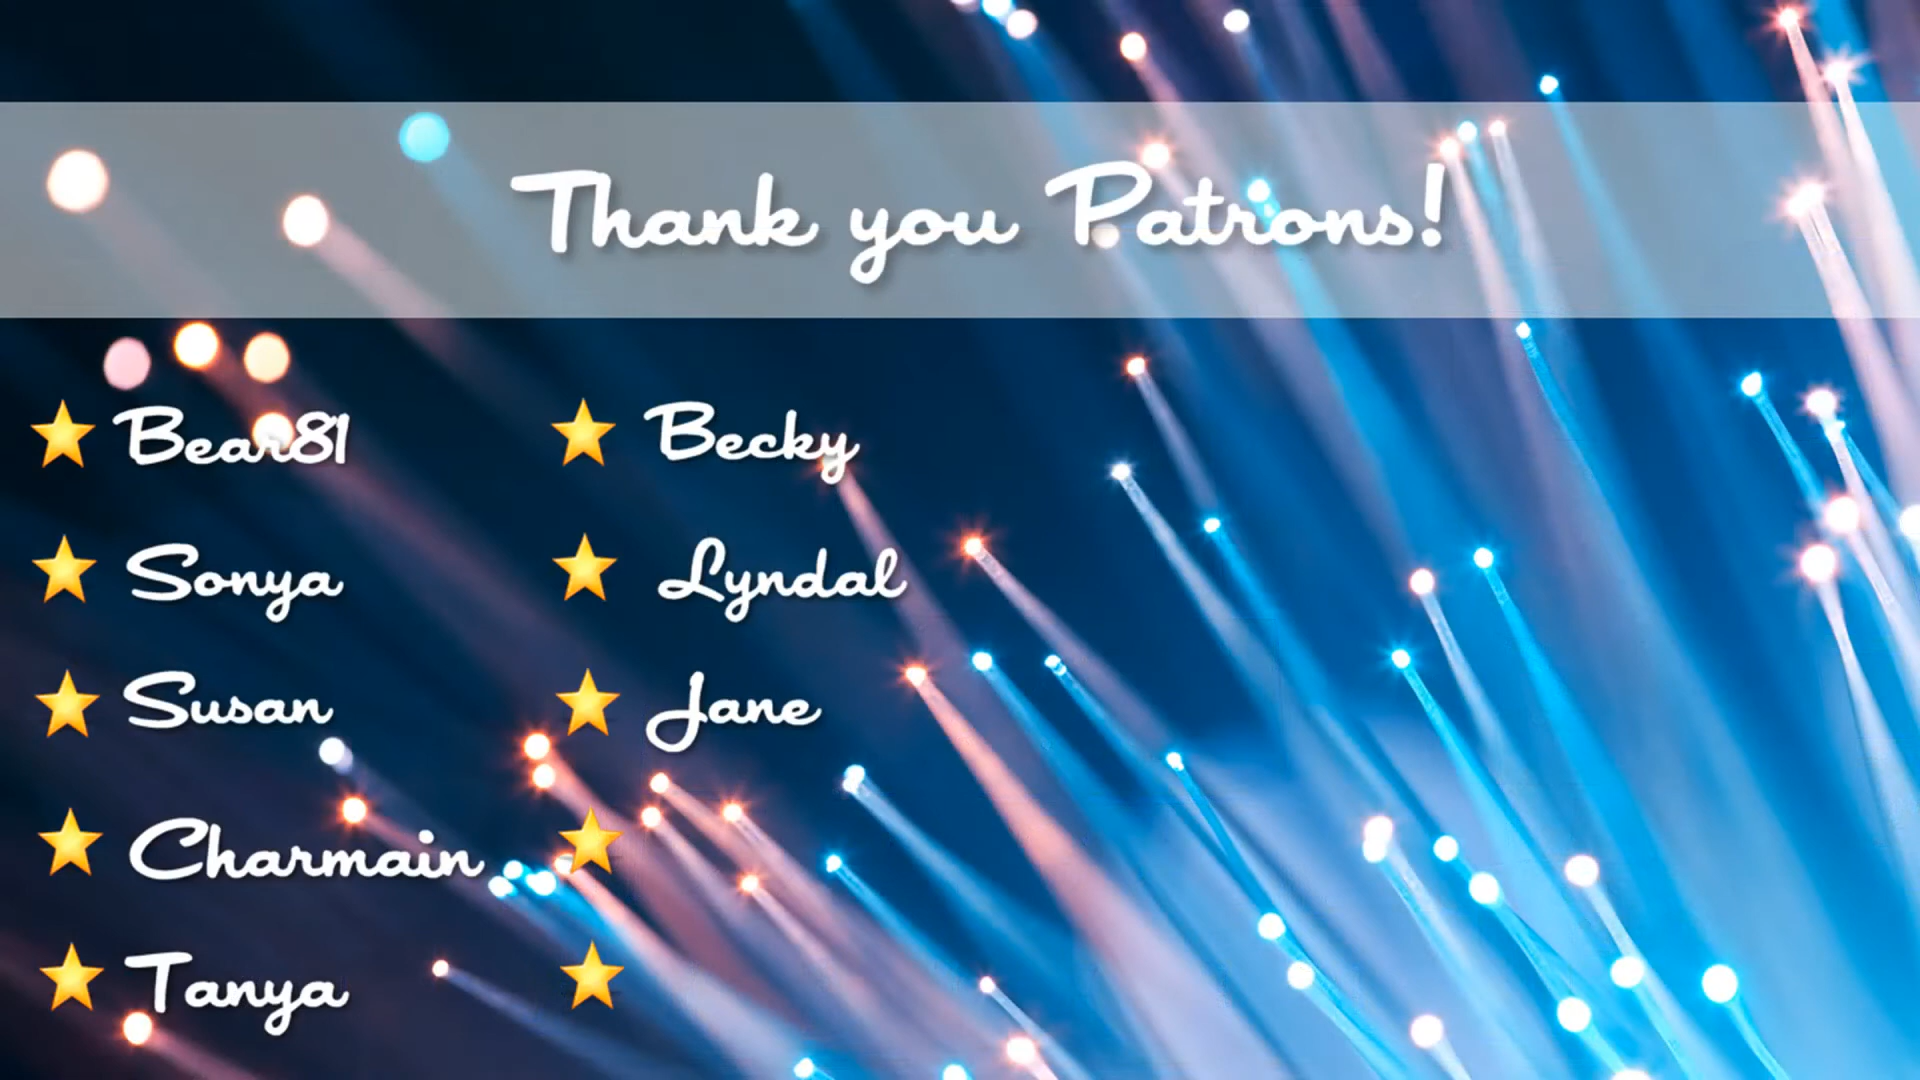 Thank you Patrons!
Bear81
Sonya
Susan
Charmain
Tanya
Becky
Lyndal
Jane